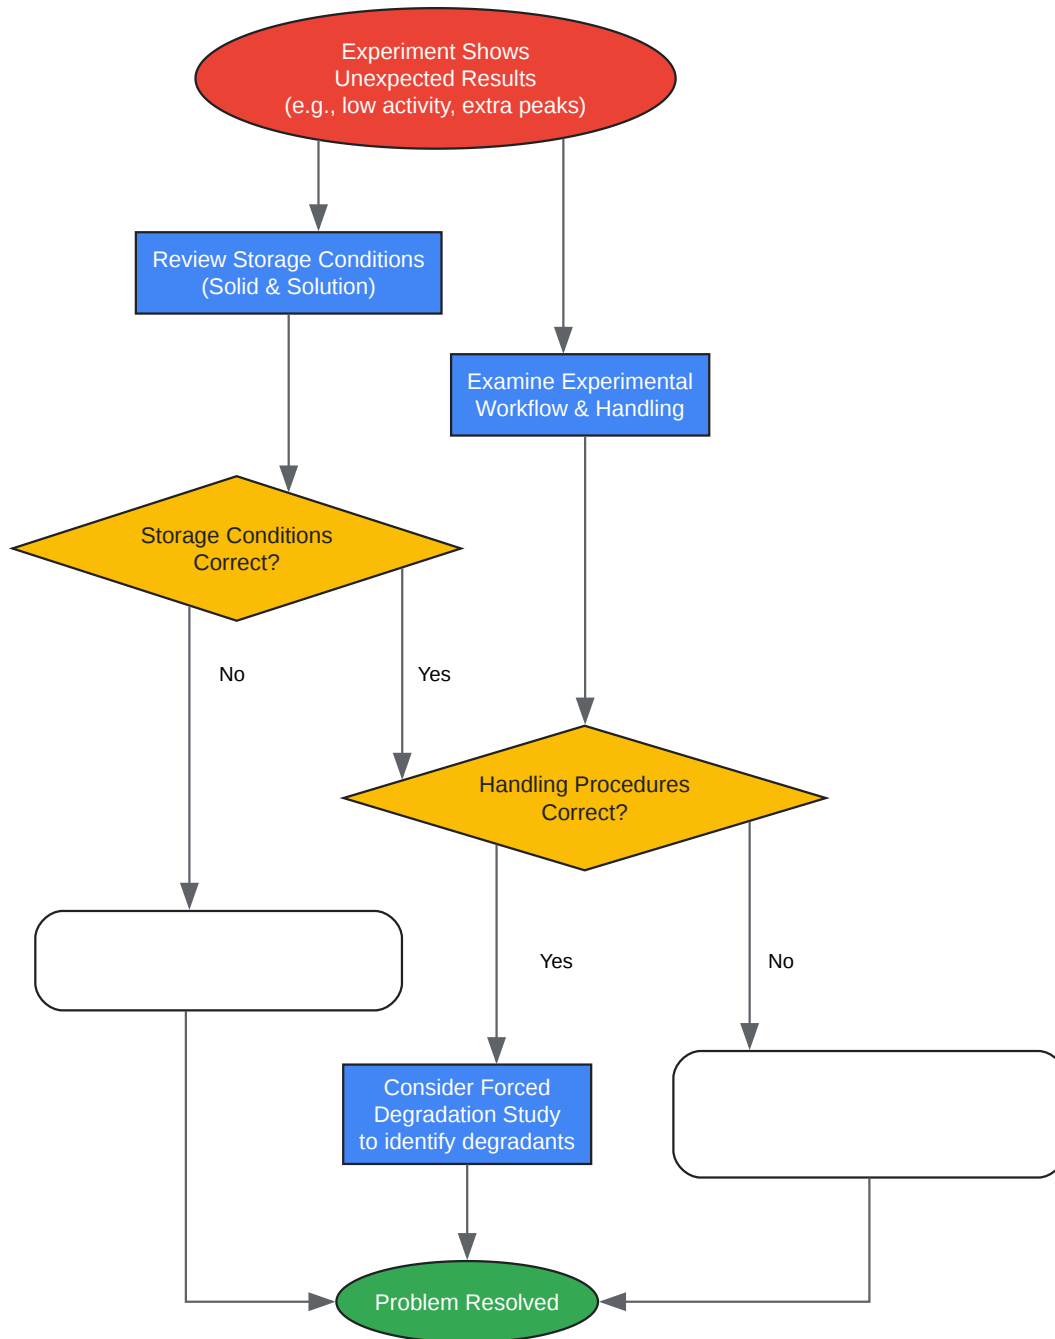 Experiment Shows
Unexpected Results
(e.g., low activity, extra peaks)
Review Storage Conditions
(Solid & Solution)
Examine Experimental
Workflow & Handling
Storage Conditions
Correct?
No
Yes
Handling Procedures
Correct?
Yes
No
Consider Forced
Degradation Study
to identify degradants
Problem Resolved